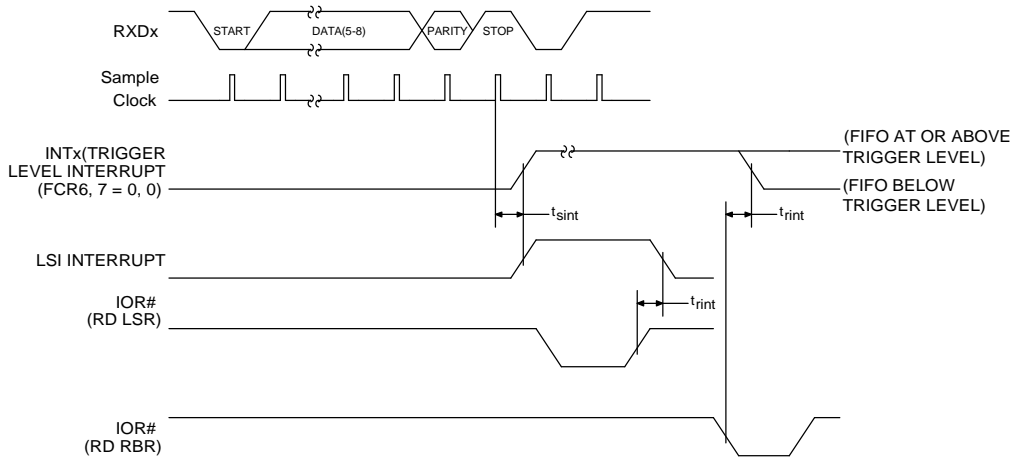 RXDx
START
DATA(5-8)
PARITY
STOP
Sample
Clock
INTx(TRIGGER
LEVEL INTERRUPT
(FCR6, 7 = 0, 0)
(FIFO AT OR ABOVE
TRIGGER LEVEL)
(FIFO BELOW
TRIGGER LEVEL)
tsint
trint
LSI INTERRUPT
IOR#
(RD LSR)
trint
IOR#
(RD RBR)